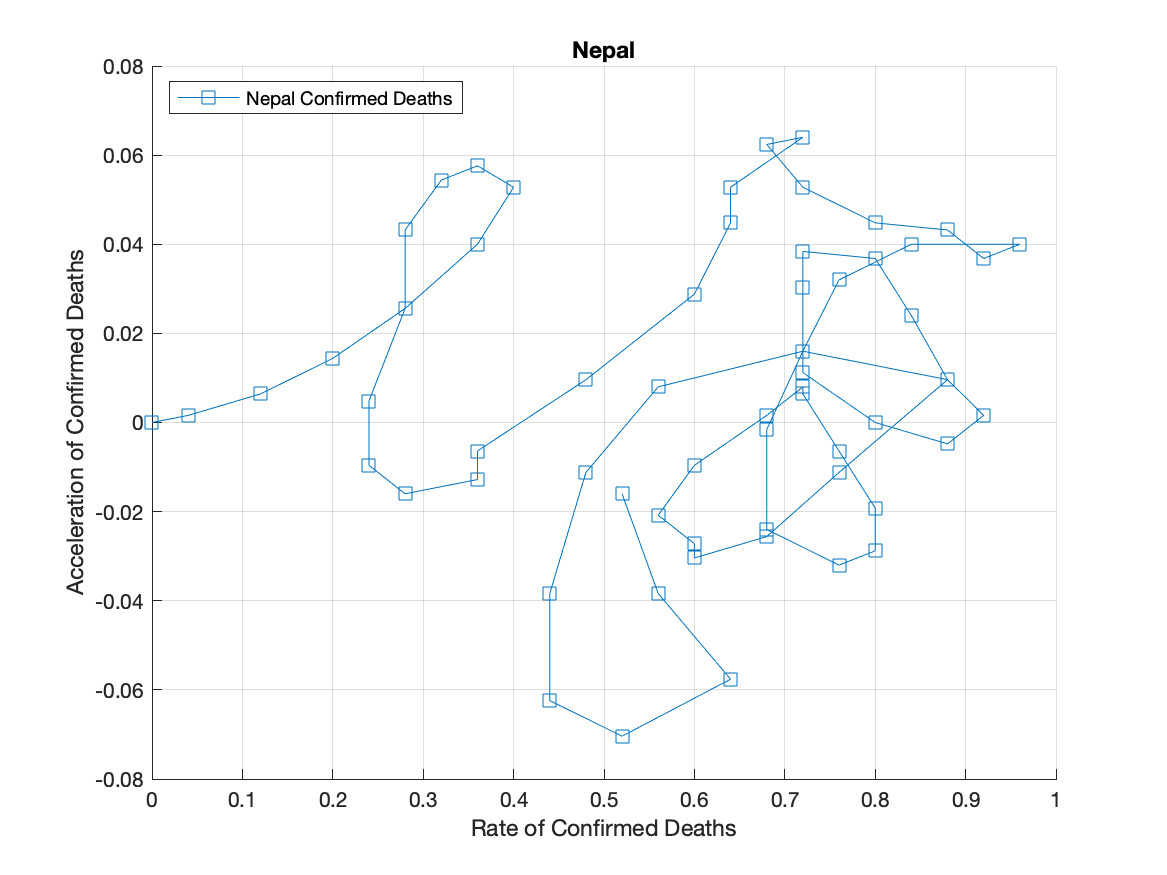 Nepal
Nepal Confirmed Deaths
0.08
0.06
0.04
0.02
0
-0.02
-0.04
-0.06
-0.08
Acceleration of Confirmed Deaths
0 0.1 0.2 0.3 0.4 0.5 0.6 0.7 0.8 0.9 1
Rate of Confirmed Deaths